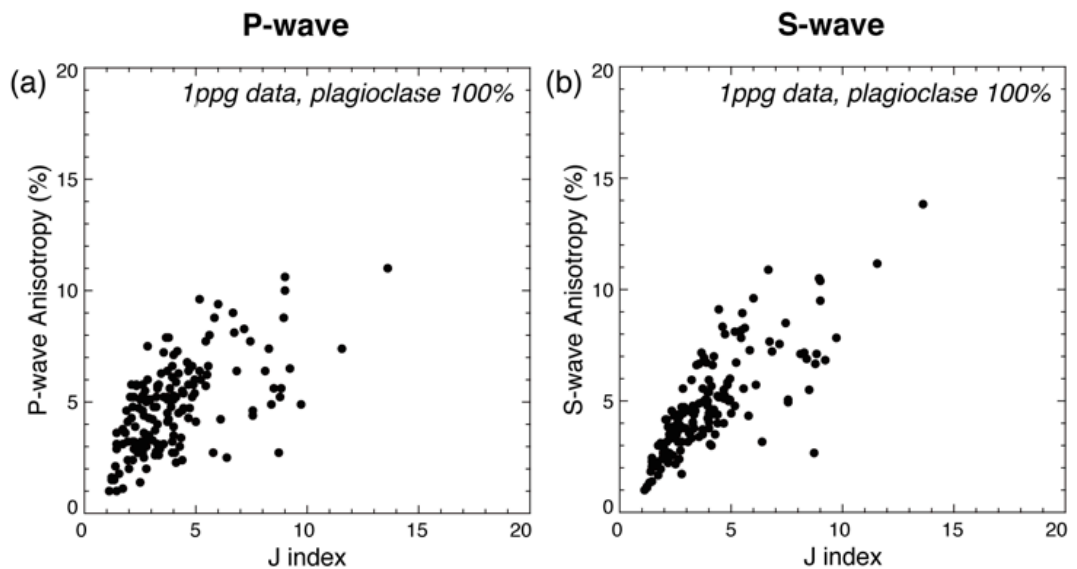 P-wave
S-wave
(a)
1ppg data, plagioclase 100%
20
15
10
5
0
P-wave Anisotropy (%)
0
5
10
15
20
J index
(b)
1ppg data, plagioclase 100%
20
15
10
5
0
S-wave Anisotropy (%)
0
5
10
15
20
J index